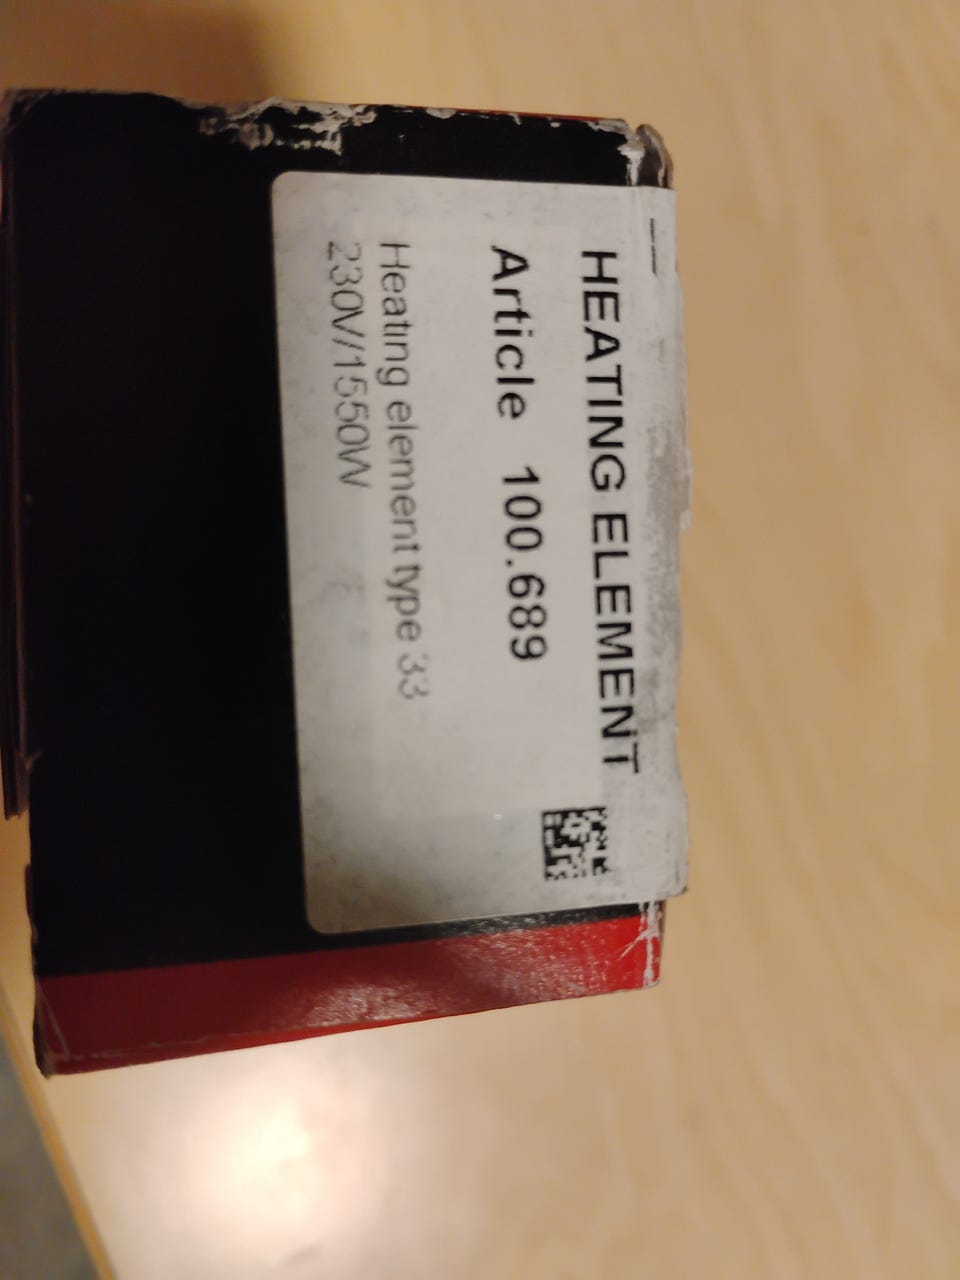 HEATING ELEMENT
Article 100.689
Heating element type 33
230V/1550W